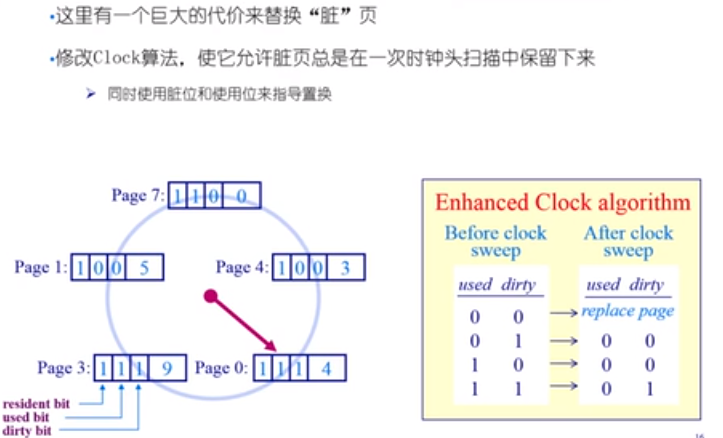 •这里有一个巨大的代价来替换“脏”页
•修改Clock算法，使它允许脏页总是在一次时钟头扫描中保留下来
➢ 同时使用脏位和使用位来指导置换
Page 7: 1 1 0 0
Page 1: 1 0 0 5
Page 4: 1 0 0 3
Page 3: 1 1 1 9
Page 0: 1 1 1 4
resident bit
used bit
dirty bit
Enhanced Clock algorithm
Before clock sweep
After clock sweep
used dirty
used dirty
0 0 → replace page
0 1 → 0 0
1 0 → 0 0
1 1 → 0 1
16